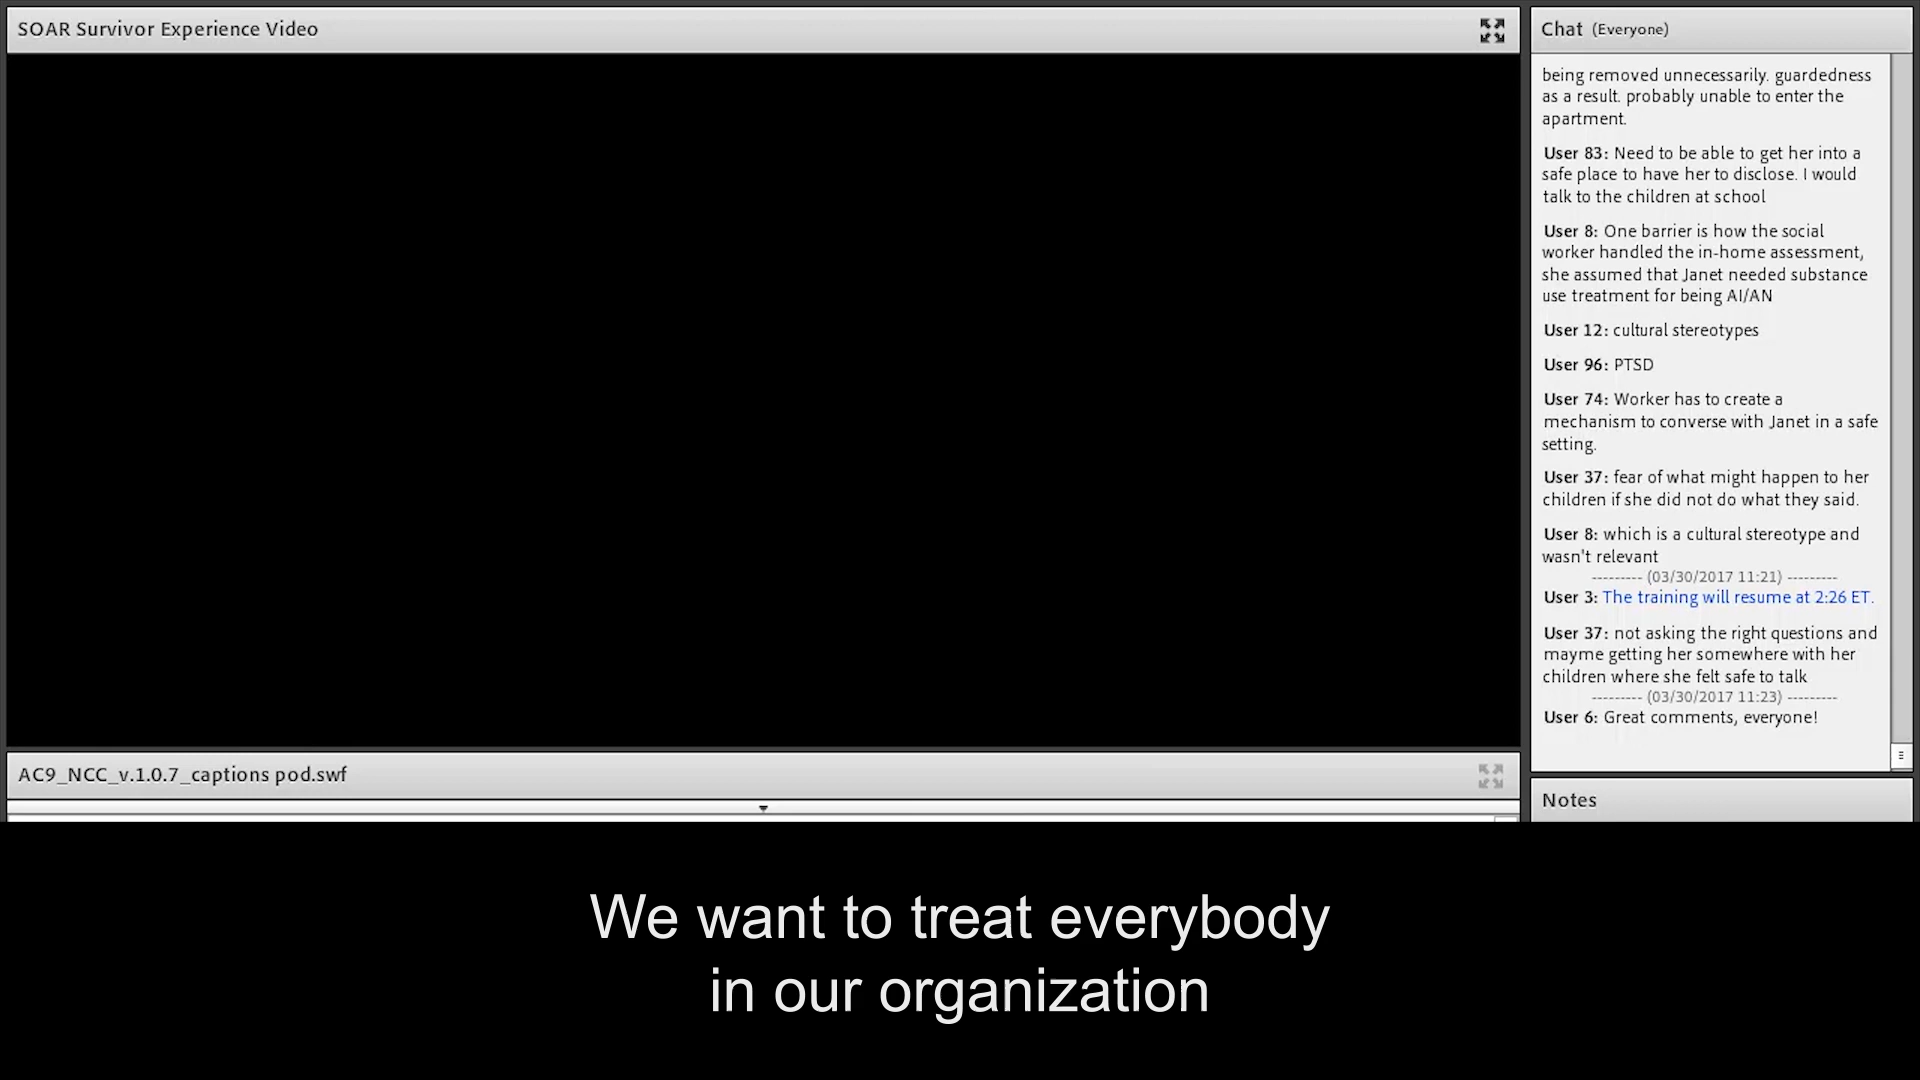 SOAR Survivor Experience Video
Chat (Everyone)
being removed unnecessarily. guardedness
as a result. probably unable to enter the
apartment.
User 83: Need to be able to get her into a
safe place to have her to disclose. I would
talk to the children at school
User 8: One barrier is how the social
worker handled the in-home assessment,
she assumed that Janet needed substance
use treatment for being AI/AN
User 12: cultural stereotypes
User 96: PTSD
User 74: Worker has to create a
mechanism to converse with Janet in a safe
setting.
User 37: fear of what might happen to her
children if she did not do what they said.
User 8: which is a cultural stereotype and
wasn't relevant
--------- (03/30/2017 11:21) ---------
User 3: The training will resume at 2:26 ET.
User 37: not asking the right questions and
mayme getting her somewhere with her
children where she felt safe to talk
--------- (03/30/2017 11:23) ---------
User 6: Great comments, everyone!
AC9_NCC_v.1.0.7_captions pod.swf
Notes
We want to treat everybody
in our organization